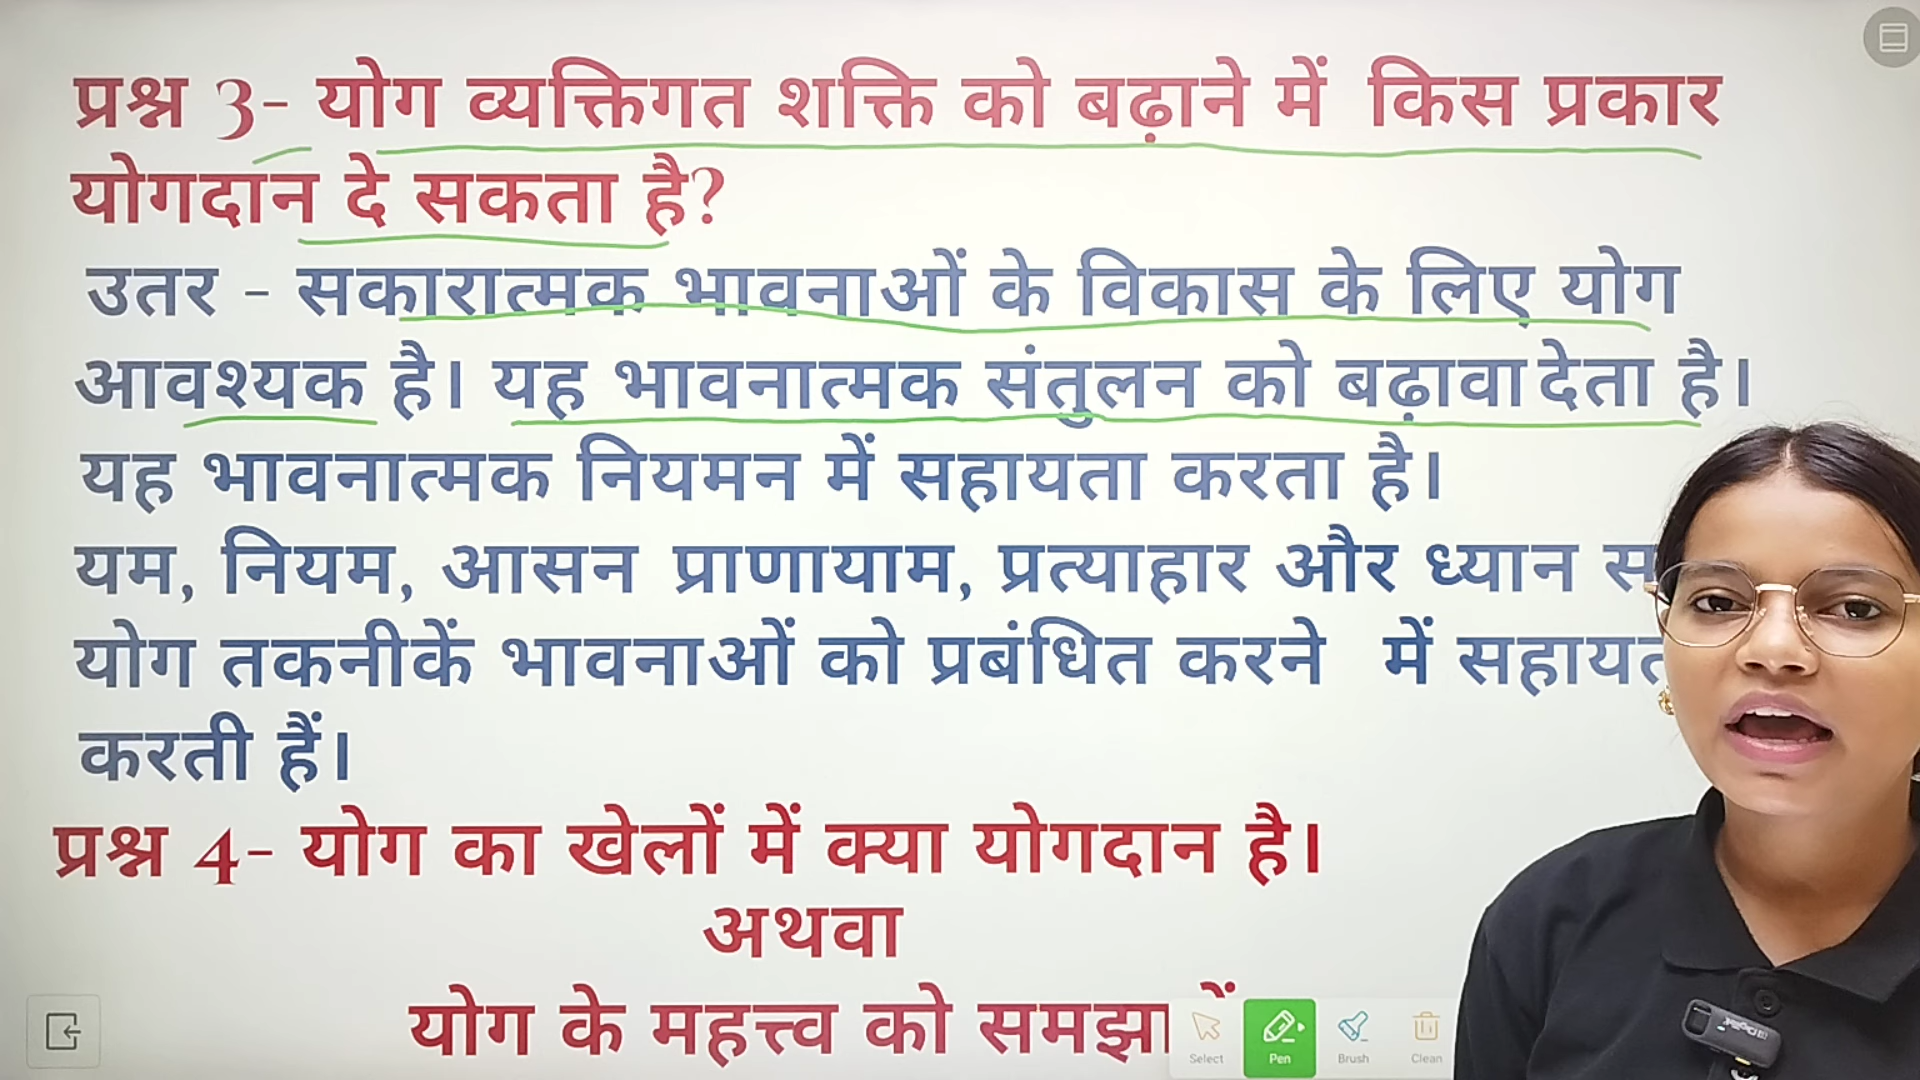 प्रश्न 3- योग व्यक्तिगत शक्ति को बढ़ाने में किस प्रकार
योगदान दे सकता है?
उतर - सकारात्मक भावनाओं के विकास के लिए योग
आवश्यक है। यह भावनात्मक संतुलन को बढ़ावा देता है।
यह भावनात्मक नियमन में सहायता करता है।
यम, नियम, आसन प्राणायाम, प्रत्याहार और ध्यान
योग तकनीकें भावनाओं को प्रबंधित करने में
करती हैं।
प्रश्न 4- योग का खेलों में क्या योगदान है।
अथवा
योग के महत्त्व को
Select Pen Brush Clean